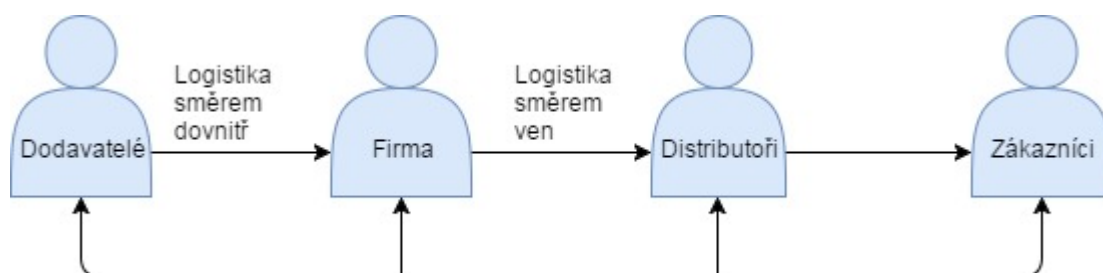 Logistika
směrem
dovnitř
Logistika
směrem
ven
Dodavatelé
Firma
Distributoři
Zákazníci